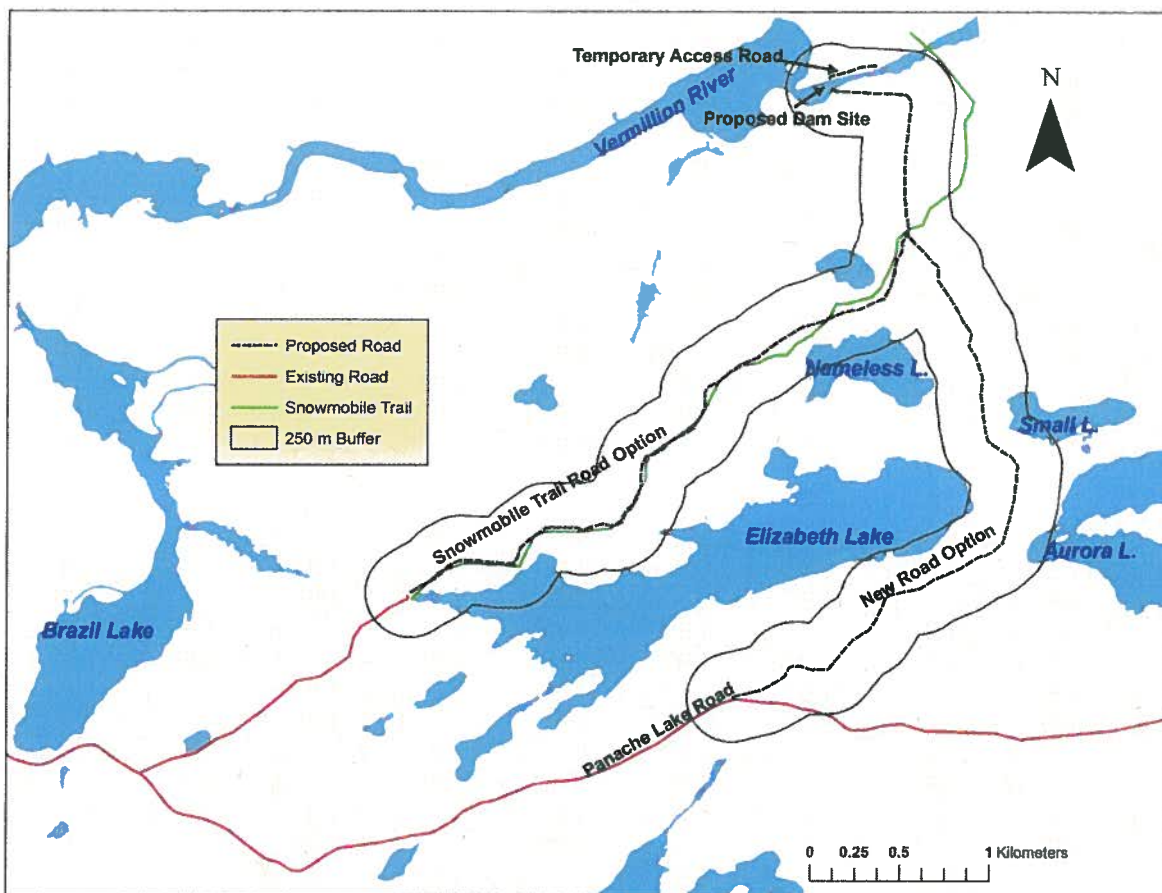 Temporary Access Road
N
Vermillion River
Proposed Dam Site
Proposed Road
Existing Road
Snowmobile Trail
250 m Buffer
Nameless L.
Small L.
Snowmobile Trail Road Option
Elizabeth Lake
Aurora L.
New Road Option
Brazil Lake
Panache Lake Road
0 0.25 0.5 1 Kilometers